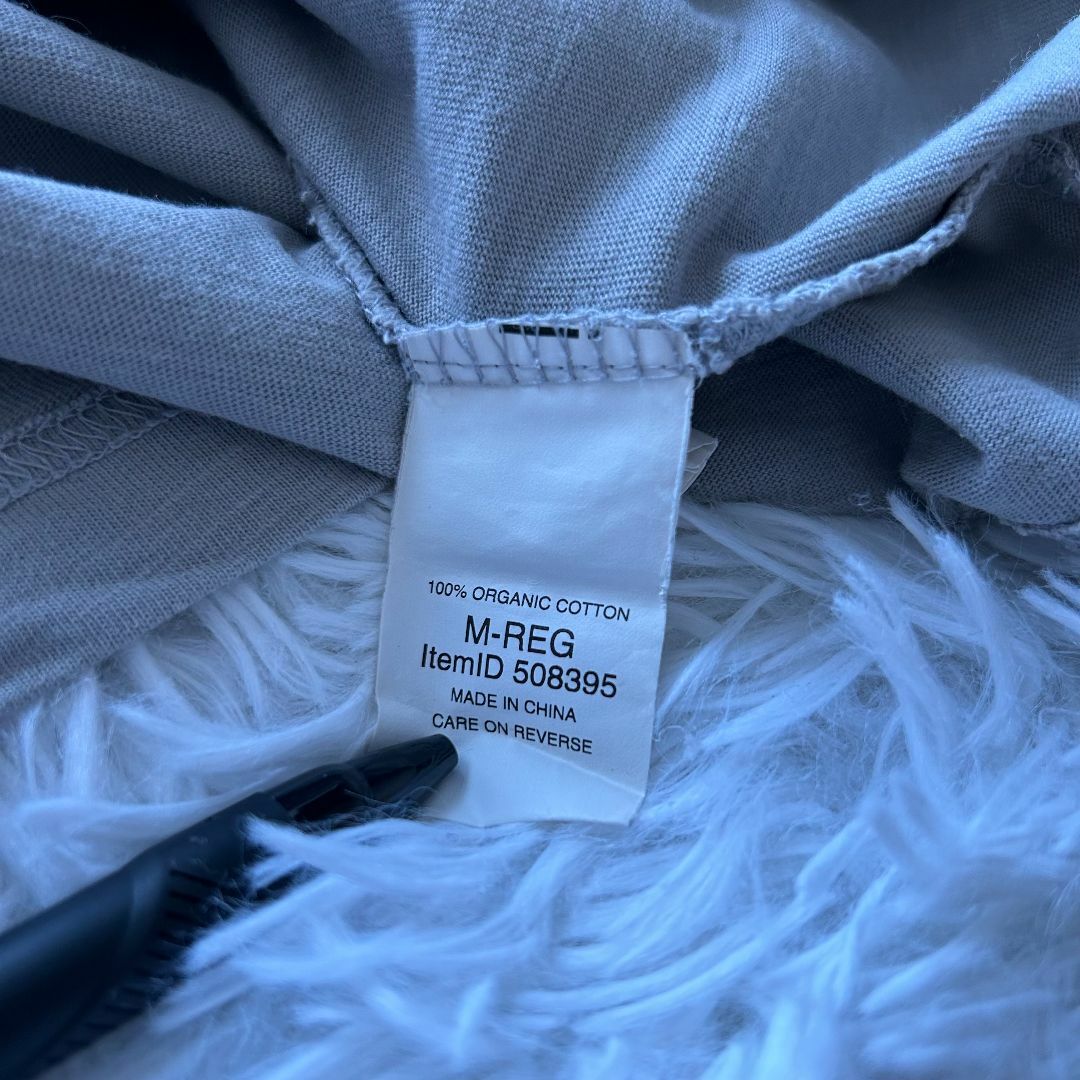 100% ORGANIC COTTON
M-REG
ItemID 508395
MADE IN CHINA
CARE ON REVERSE